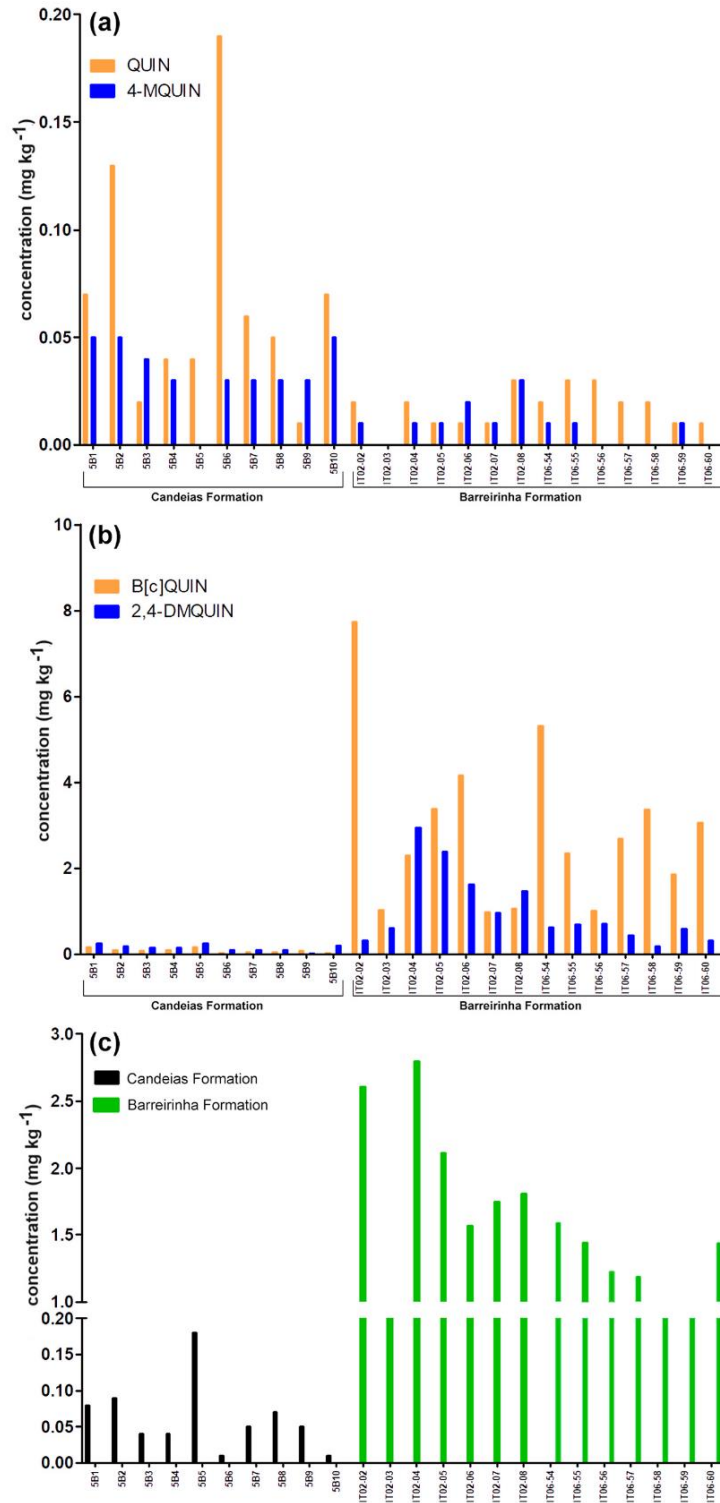 (a)
QUIN
4-MQUIN
concentration (mg kg⁻¹)
0.20
0.15
0.10
0.05
0.00
5B1 5B2 5B3 5B4 5B5 5B6 5B7 5B8 5B9 5B10 IT02-02 IT02-03 IT02-04 IT02-05 IT02-06 IT02-07 IT02-08 IT06-54 IT06-55 IT06-56 IT06-57 IT06-58 IT06-59 IT06-60
Candeias Formation Barreirinha Formation
(b)
B[c]QUIN
2,4-DMQUIN
concentration (mg kg⁻¹)
10
8
6
4
2
0
5B1 5B2 5B3 5B4 5B5 5B6 5B7 5B8 5B9 5B10 IT02-02 IT02-03 IT02-04 IT02-05 IT02-06 IT02-07 IT02-08 IT06-54 IT06-55 IT06-56 IT06-57 IT06-58 IT06-59 IT06-60
Candeias Formation Barreirinha Formation
(c)
Candeias Formation
Barreirinha Formation
concentration (mg kg⁻¹)
3.0
2.5
2.0
1.5
1.0
0.20
0.15
0.10
0.05
0.00
5B1 5B2 5B3 5B4 5B5 5B6 5B7 5B8 5B9 5B10 IT02-02 IT02-03 IT02-04 IT02-05 IT02-06 IT02-07 IT02-08 IT06-54 IT06-55 IT06-56 IT06-57 IT06-58 IT06-59 IT06-60